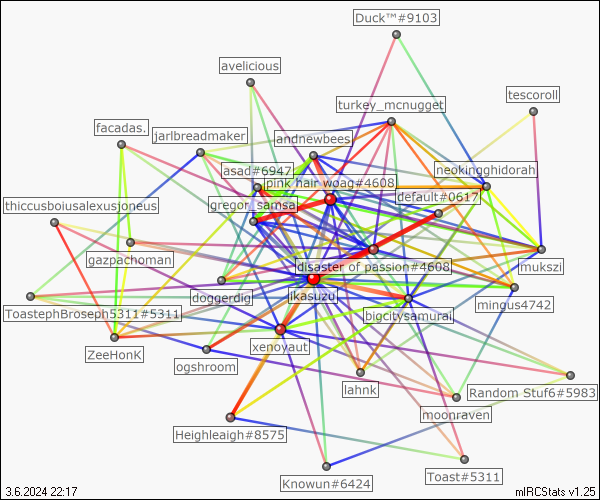 Duck™#9103
avelicious
tescoroll
turkey_mcnugget
facadas.
jarlbreadmaker
andnewbees
asad#6947
neokingghidorah
pink hair woag#4608
default#0617
thiccusboiusalexusjoneus
gregor_samsa
gazpachoman
disaster of passion#4608
mukszi
doggerdig
ikasuzu
mingus4742
ToastephBroseph5311#5311
bigcitysamurai
xenoyaut
ZeeHonK
ogshroom
lahnk
Random Stuf6#5983
moonraven
Heighleaigh#8575
Toast#5311
Knowun#6424
3.6.2024 22:17
mIRCStats v1.25